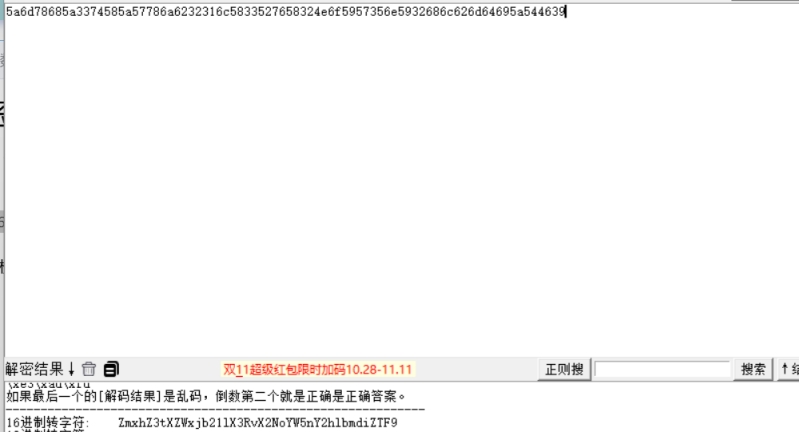 5a6d78685a3374585a57786a6232316c5833527658324e6f5957356e5932686c626d64695a544639
解密结果↓
双11超级红包限时加码10.28-11.11
正则搜
搜索
\xe3\xad\xfd
如果最后一个的[解码结果]是乱码，倒数第二个就是正确是正确答案。
------------------------------------------------------------
16进制转字符: ZmxhZ3tXZWxjb21lX3RvX2NoYW5nY2hlbmdiZTF9